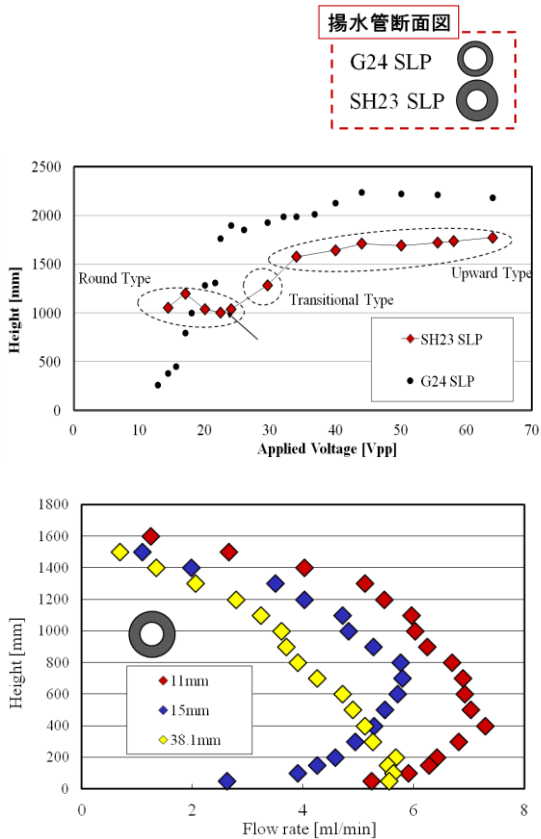 揚水管断面図
G24 SLP
SH23 SLP
2500
2000
1500
1000
500
0
Height [mm]
Round Type
Transitional Type
Upward Type
SH23 SLP
G24 SLP
0 10 20 30 40 50 60 70
Applied Voltage [Vpp]
1800
1600
1400
1200
1000
800
600
400
200
0
Height [mm]
11mm
15mm
38.1mm
0 2 4 6 8
Flow rate [ml/min]